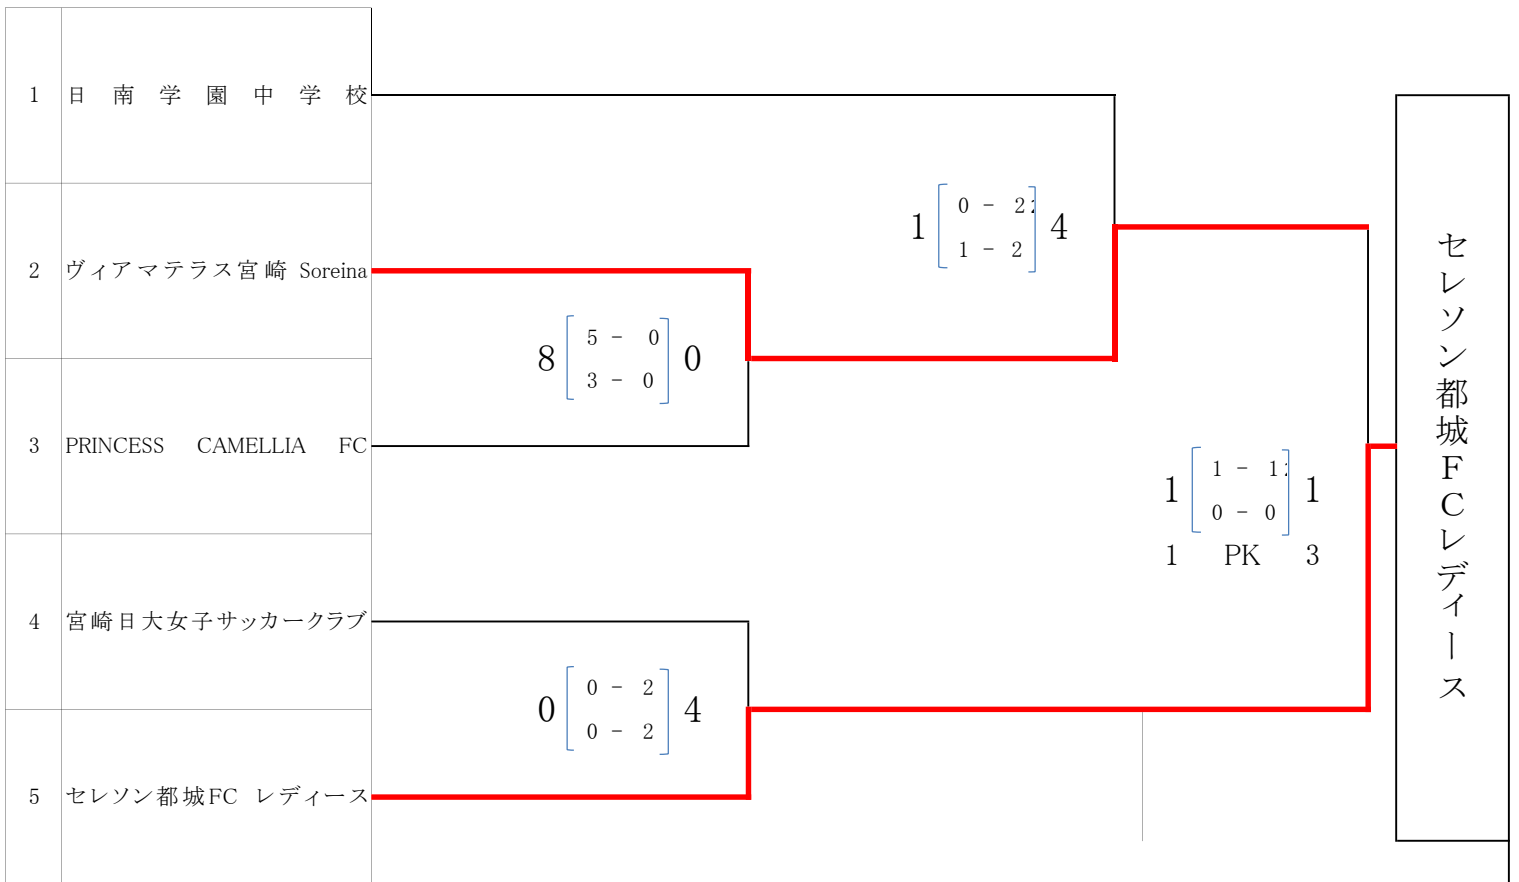 1 日南学園中学校
0 - 2
1 4
1 - 2
2 ヴィアマテラス宮崎 Soreina
5 - 0
8 0
3 - 0
3 PRINCESS CAMELLIA FC
1 - 1
1 1
0 - 0
1 PK 3
4 宮崎日大女子サッカークラブ
0 - 2
0 4
0 - 2
5 セレソン都城FC レディース
セレソン都城FCレディース